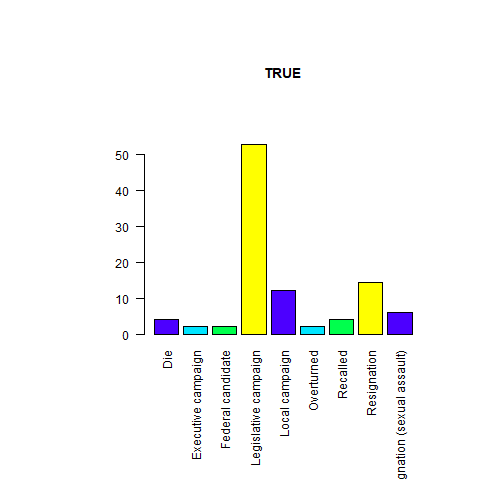 TRUE
50
40
30
20
10
0
Die
Executive campaign
Federal candidate
Legislative campaign
Local campaign
Overturned
Recalled
Resignation
gnation (sexual assault)